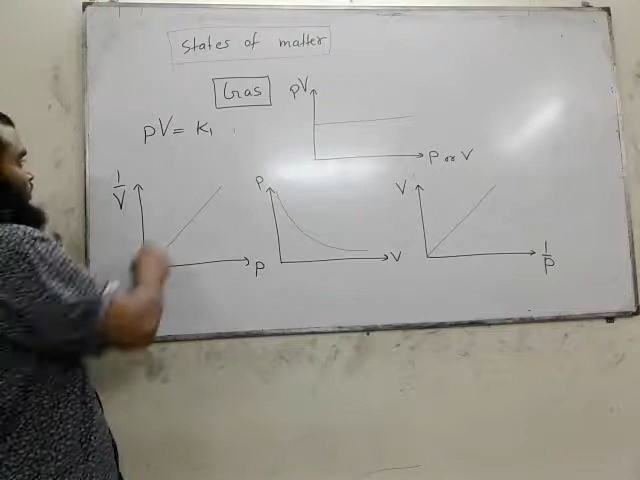 States of matter
Gas
PV
P or V
PV = K₁
1/V
P
P
V
V
1/P